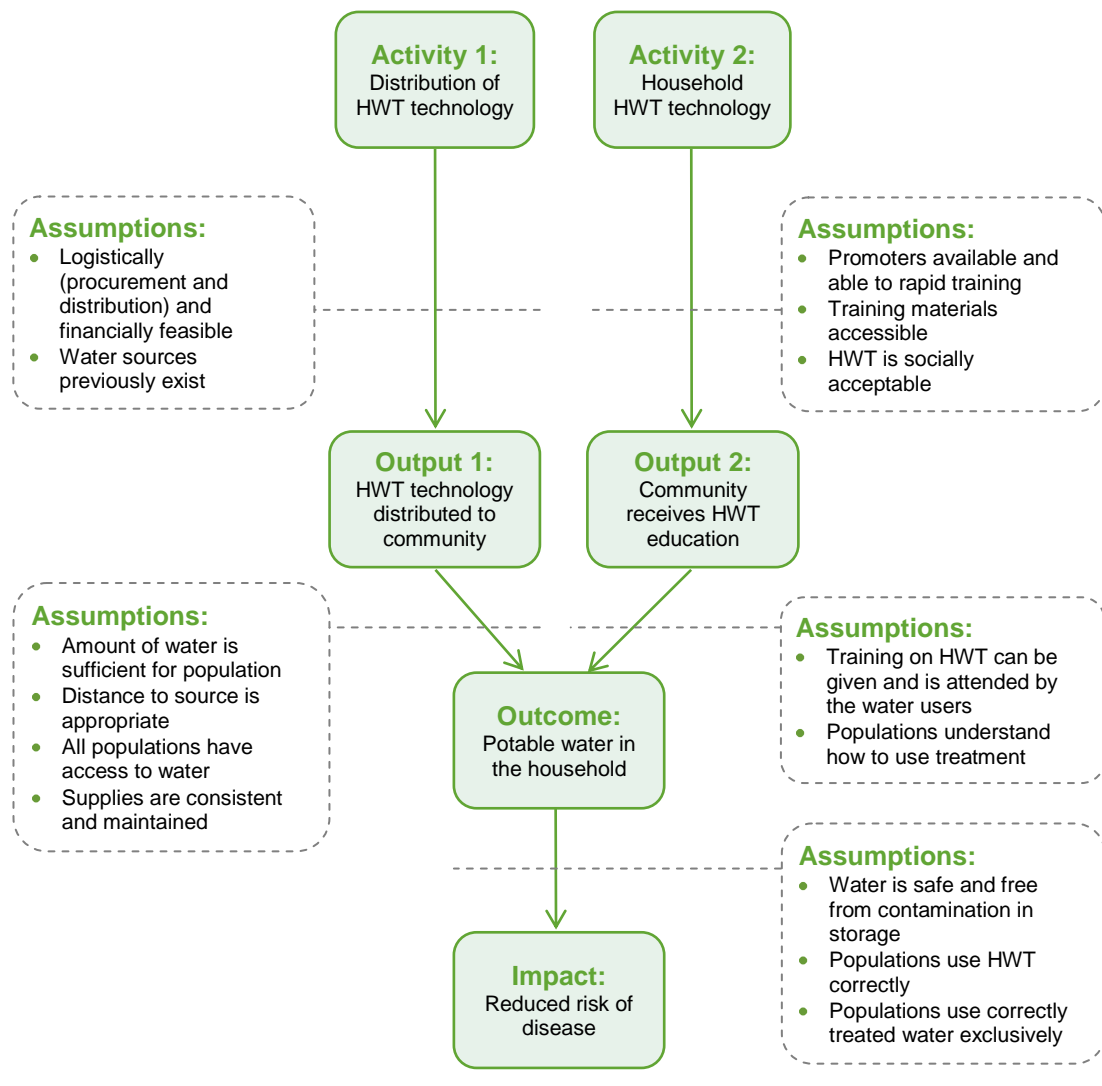 Activity 1:
Distribution of
HWT technology
Activity 2:
Household
HWT technology
Assumptions:
• Logistically
(procurement and
distribution) and
financially feasible
• Water sources
previously exist
Assumptions:
• Promoters available and
able to rapid training
• Training materials
accessible
• HWT is socially
acceptable
Output 1:
HWT technology
distributed to
community
Output 2:
Community
receives HWT
education
Assumptions:
• Amount of water is
sufficient for population
• Distance to source is
appropriate
• All populations have
access to water
• Supplies are consistent
and maintained
Assumptions:
• Training on HWT can be
given and is attended by
the water users
• Populations understand
how to use treatment
Outcome:
Potable water in
the household
Assumptions:
• Water is safe and free
from contamination in
storage
• Populations use HWT
correctly
• Populations use correctly
treated water exclusively
Impact:
Reduced risk of
disease